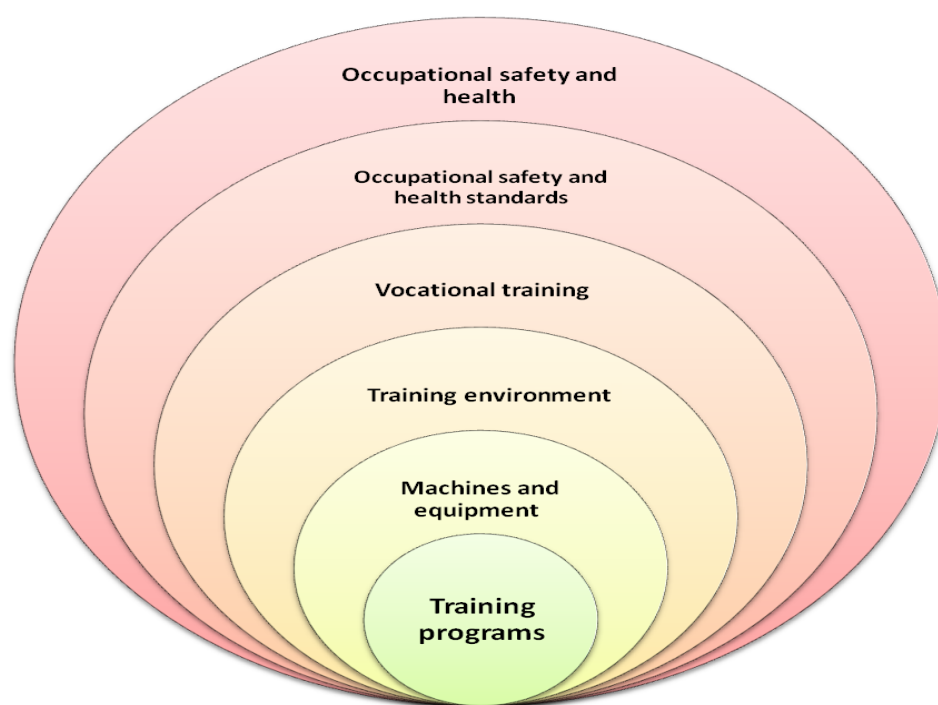 Occupational safety and
health
Occupational safety and
health standards
Vocational training
Training environment
Machines and
equipment
Training
programs